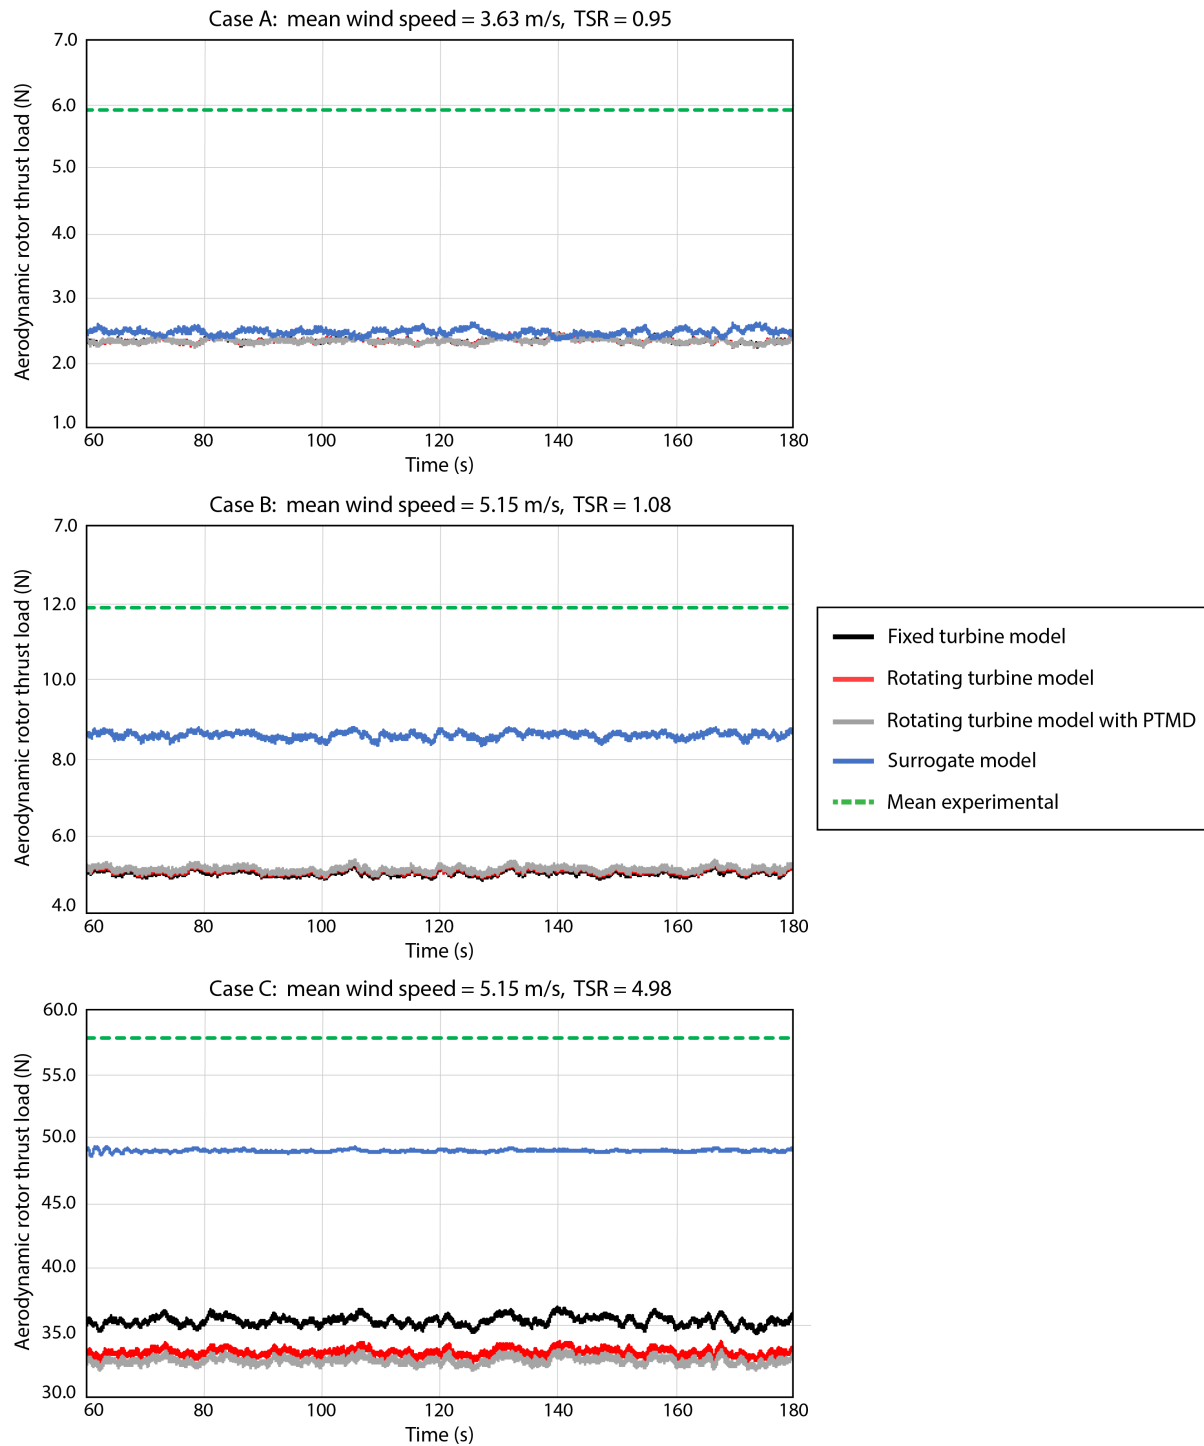 Case A:  mean wind speed = 3.63 m/s,  TSR = 0.95
Aerodynamic rotor thrust load (N)
7.0
6.0
5.0
4.0
3.0
2.0
1.0
60 80 100 120 140 160 180
Time (s)
Case B:  mean wind speed = 5.15 m/s,  TSR = 1.08
Aerodynamic rotor thrust load (N)
7.0
12.0
10.0
8.0
6.0
4.0
60 80 100 120 140 160 180
Time (s)
Fixed turbine model
Rotating turbine model
Rotating turbine model with PTMD
Surrogate model
Mean experimental
Case C:  mean wind speed = 5.15 m/s,  TSR = 4.98
Aerodynamic rotor thrust load (N)
60.0
55.0
50.0
45.0
40.0
35.0
30.0
60 80 100 120 140 160 180
Time (s)